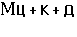 Мц + к + д